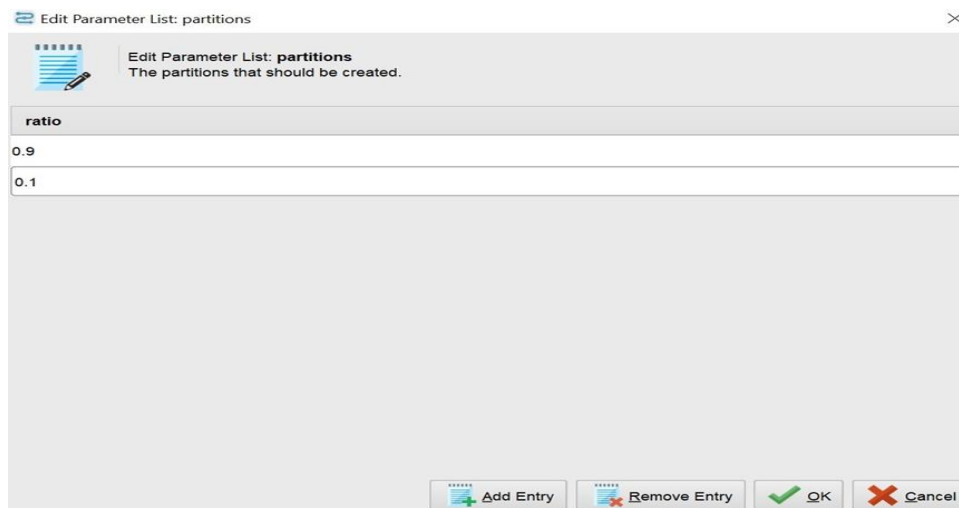 Edit Parameter List: partitions
Edit Parameter List: partitions
The partitions that should be created.
ratio
0.9
0.1
Add Entry
Remove Entry
OK
Cancel